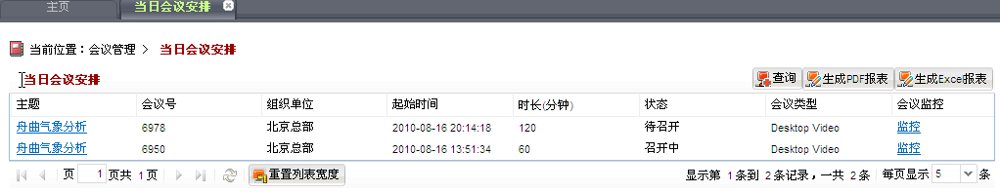 主页 当日会议安排
当前位置：会议管理 > 当日会议安排
当日会议安排 查询 生成PDF报表 生成Excel报表
主题 会议号 组织单位 起始时间 时长(分钟) 状态 会议类型 会议监控
舟曲气象分析 6978 北京总部 2010-08-16 20:14:18 120 待召开 Desktop Video 监控
舟曲气象分析 6950 北京总部 2010-08-16 13:51:34 60 召开中 Desktop Video 监控
页 1 页共 1 页 重置列表宽度 显示第 1 条到 2 条记录，一共 2 条 每页显示 5 条